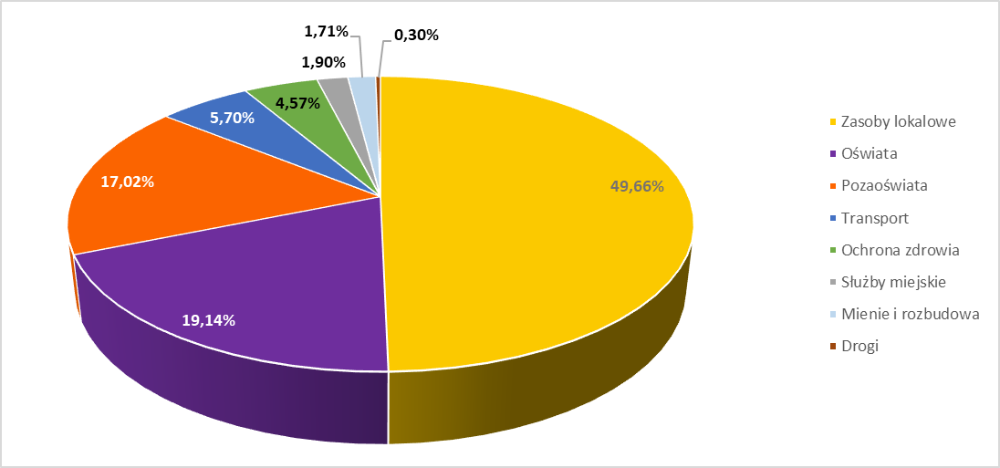 1,71%
0,30%
1,90%
4,57%
5,70%
17,02%
49,66%
19,14%
Zasoby lokalowe
Oświata
Pozaoświata
Transport
Ochrona zdrowia
Służby miejskie
Mienie i rozbudowa
Drogi